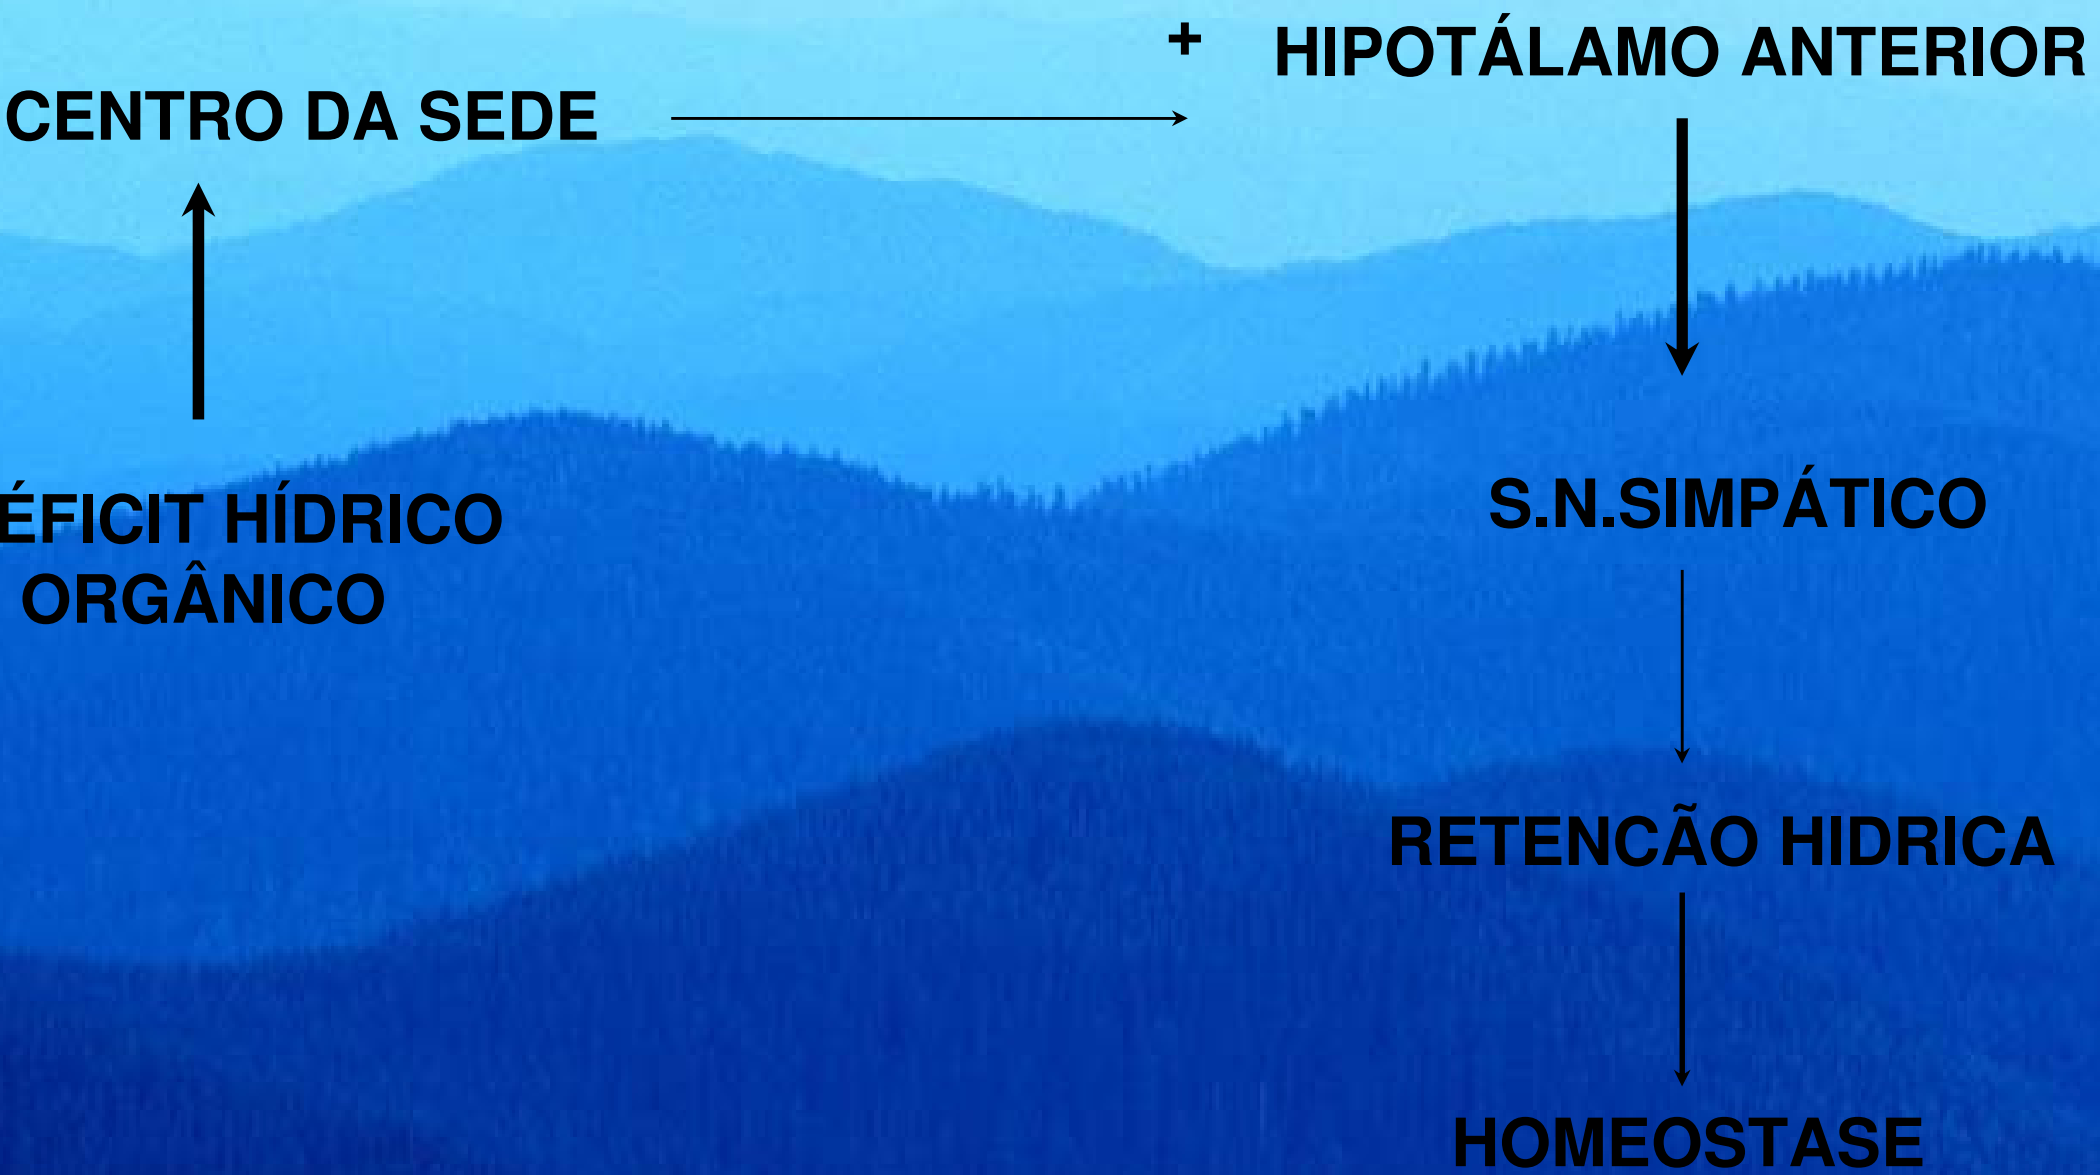 + HIPOTÁLAMO ANTERIOR
CENTRO DA SEDE
ÉFICIT HÍDRICO
ORGÂNICO
S.N.SIMPÁTICO
RETENCÃO HIDRICA
HOMEOSTASE